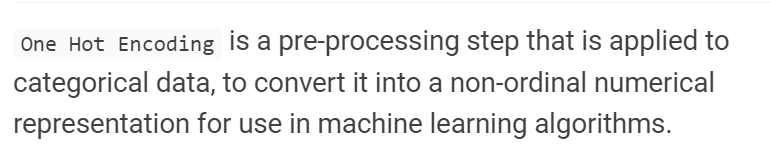 One Hot Encoding is a pre-processing step that is applied to
categorical data, to convert it into a non-ordinal numerical
representation for use in machine learning algorithms.